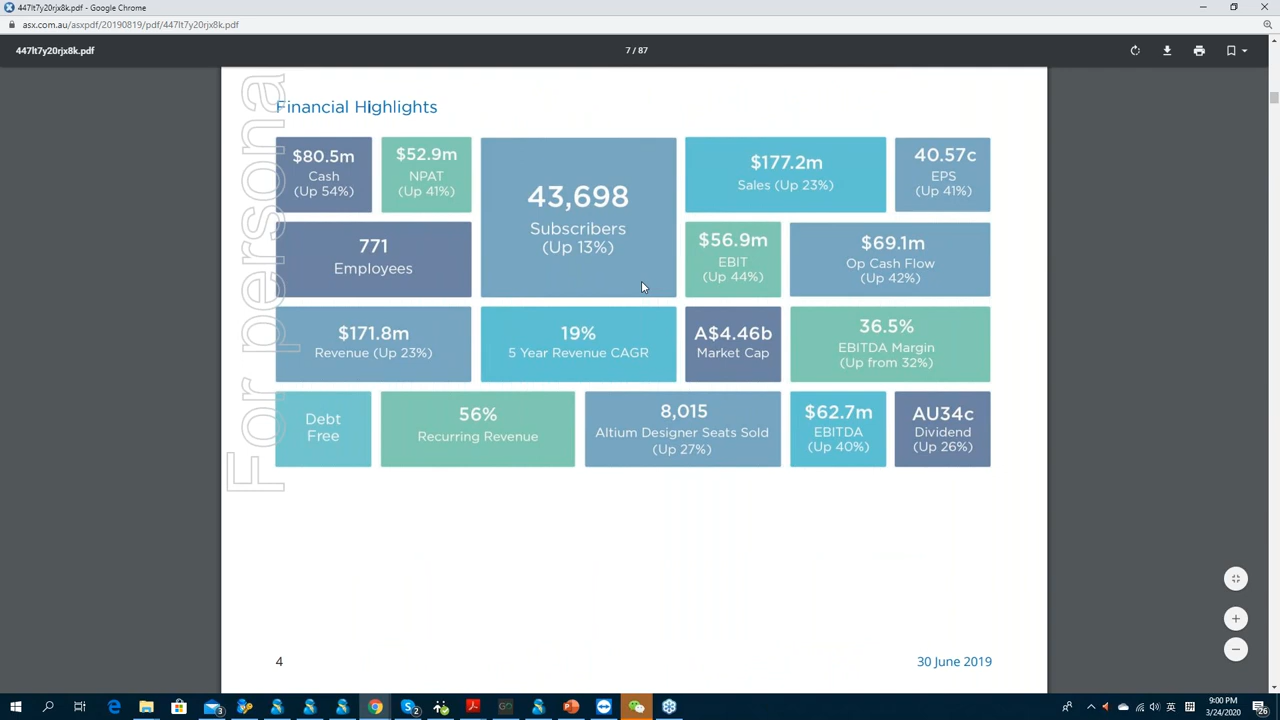 447lt7y20rjx8k.pdf - Google Chrome
asx.com.au/asxpdf/20190819/pdf/447lt7y20rjx8k.pdf
447lt7y20rjx8k.pdf
7 / 87
For persona
Financial Highlights
$80.5m
Cash
(Up 54%)
$52.9m
NPAT
(Up 41%)
43,698
Subscribers
(Up 13%)
$177.2m
Sales (Up 23%)
40.57c
EPS
(Up 41%)
771
Employees
$56.9m
EBIT
(Up 44%)
$69.1m
Op Cash Flow
(Up 42%)
$171.8m
Revenue (Up 23%)
19%
5 Year Revenue CAGR
A$4.46b
Market Cap
36.5%
EBITDA Margin
(Up from 32%)
Debt
Free
56%
Recurring Revenue
8,015
Altium Designer Seats Sold
(Up 27%)
$62.7m
EBITDA
(Up 40%)
AU34c
Dividend
(Up 26%)
4
30 June 2019
9:00 PM
3/24/2020